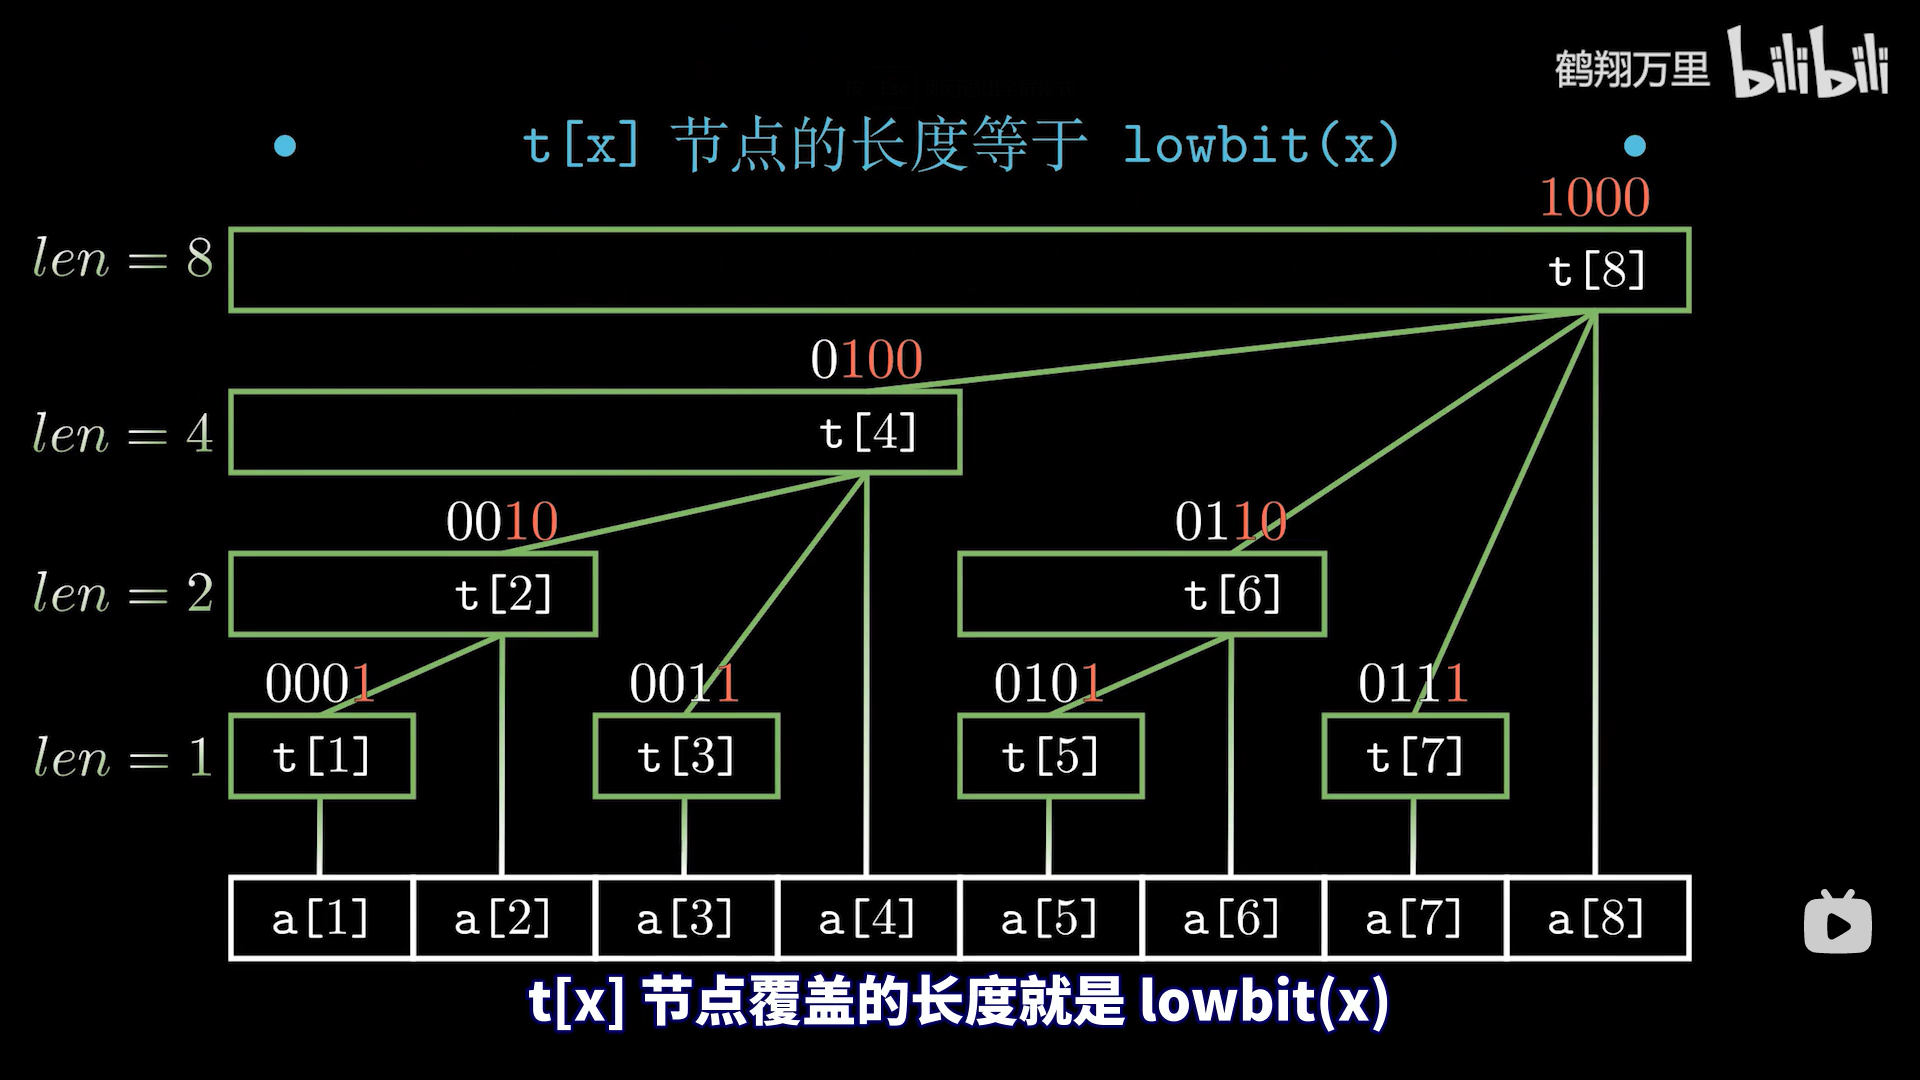 鹤翔万里 bilibili
• t[x] 节点的长度等于 lowbit(x) •
1000
len = 8 t[8]
0100
len = 4 t[4]
0010 0110
len = 2 t[2] t[6]
0001 0011 0101 0111
len = 1 t[1] t[3] t[5] t[7]
a[1] a[2] a[3] a[4] a[5] a[6] a[7] a[8]
t[x] 节点覆盖的长度就是 lowbit(x)